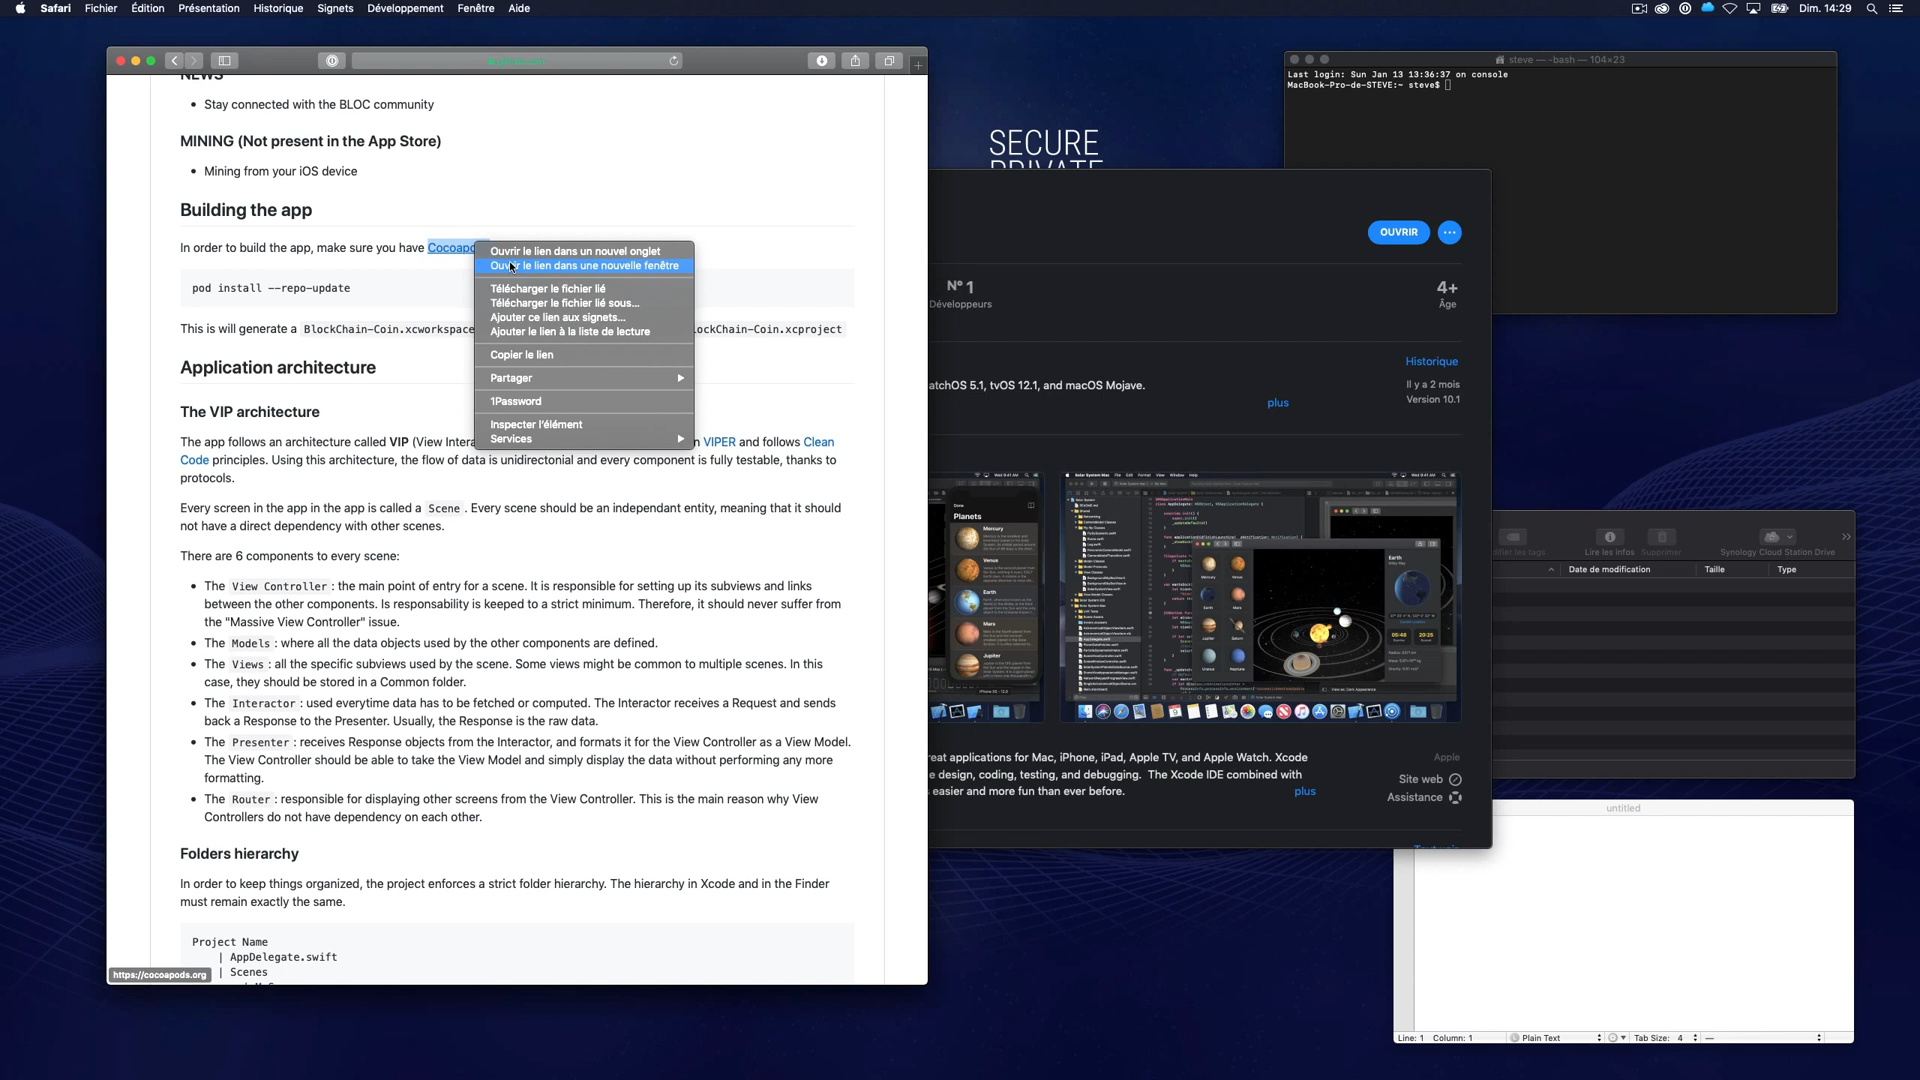 Safari Fichier Édition Présentation Historique Signets Développement Fenêtre Aide
Dim. 14:29
NEWS
Stay connected with the BLOC community
MINING (Not present in the App Store)
Mining from your iOS device
Building the app
In order to build the app, make sure you have Cocoapo
pod install --repo-update
This is will generate a BlockChain-Coin.xcworkspace
ockChain-Coin.xcproject
Ouvrir le lien dans un nouvel onglet
Ouvrir le lien dans une nouvelle fenêtre
Télécharger le fichier lié
Télécharger le fichier lié sous...
Ajouter ce lien aux signets...
Ajouter le lien à la liste de lecture
Copier le lien
Partager
1Password
Inspecter l'élément
Services
Application architecture
The VIP architecture
The app follows an architecture called VIP (View Intera
n VIPER and follows Clean
Code principles. Using this architecture, the flow of data is unidirectonial and every component is fully testable, thanks to
protocols.
Every screen in the app in the app is called a Scene . Every scene should be an independant entity, meaning that it should
not have a direct dependency with other scenes.
There are 6 components to every scene:
The View Controller : the main point of entry for a scene. It is responsible for setting up its subviews and links
between the other components. Is responsability is keeped to a strict minimum. Therefore, it should never suffer from
the "Massive View Controller" issue.
The Models : where all the data objects used by the other components are defined.
The Views : all the specific subviews used by the scene. Some views might be common to multiple scenes. In this
case, they should be stored in a Common folder.
The Interactor : used everytime data has to be fetched or computed. The Interactor receives a Request and sends
back a Response to the Presenter. Usually, the Response is the raw data.
The Presenter : receives Response objects from the Interactor, and formats it for the View Controller as a View Model.
The View Controller should be able to take the View Model and simply display the data without performing any more
formatting.
The Router : responsible for displaying other screens from the View Controller. This is the main reason why View
Controllers do not have dependency on each other.
Folders hierarchy
In order to keep things organized, the project enforces a strict folder hierarchy. The hierarchy in Xcode and in the Finder
must remain exactly the same.
Project Name
| AppDelegate.swift
| Scenes
https://cocoapods.org
SECURE
PRIVATE
steve — -bash — 104×23
Last login: Sun Jan 13 13:36:37 on console
MacBook-Pro-de-STEVE:~ steve$
OUVRIR
Nº 1
Développeurs
4+
Âge
Historique
atchOS 5.1, tvOS 12.1, and macOS Mojave.
plus
Il y a 2 mois
Version 10.1
Planets
Mercury
Venus
Earth
Mars
Jupiter
Earth
reat applications for Mac, iPhone, iPad, Apple TV, and Apple Watch. Xcode
e design, coding, testing, and debugging. The Xcode IDE combined with
s easier and more fun than ever before.
plus
Apple
Site web
Assistance
difier les tags
Lire les infos
Supprimer
Synology Cloud Station Drive
Date de modification
Taille
Type
untitled
Line: 1 Column: 1
Plain Text
Tab Size: 4
—